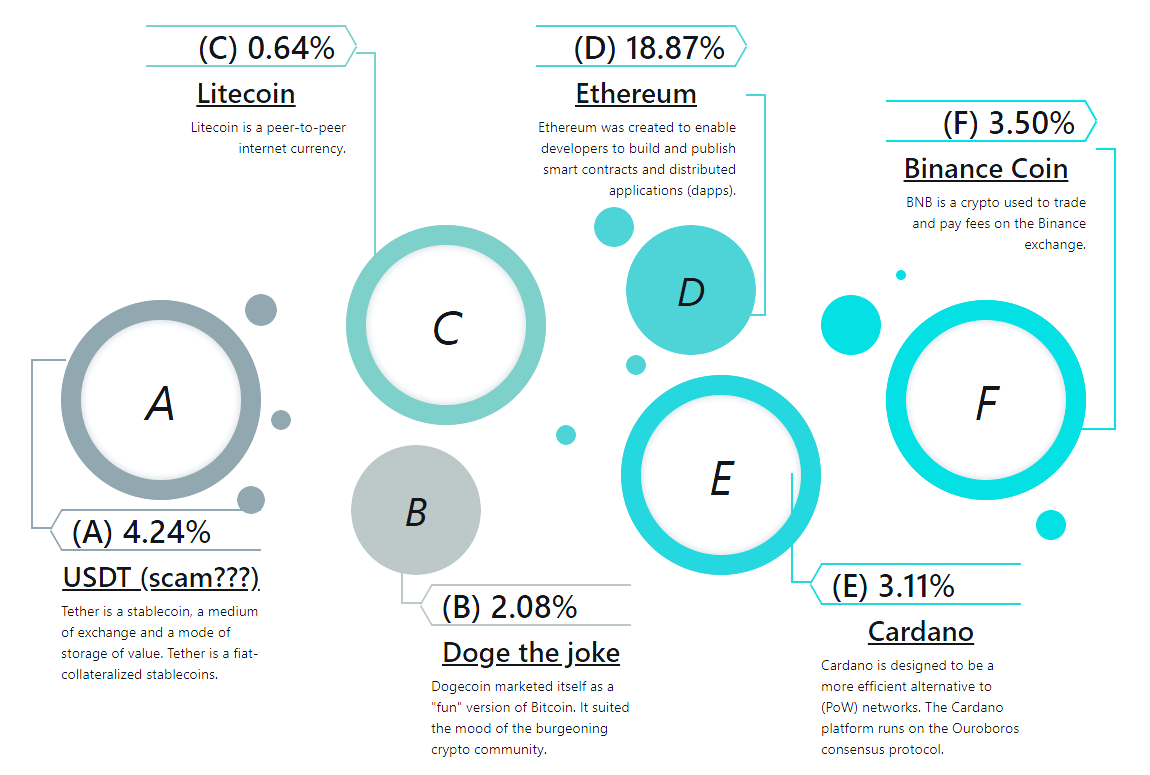 (C) 0.64%
Litecoin
Litecoin is a peer-to-peer
internet currency.
(D) 18.87%
Ethereum
Ethereum was created to enable
developers to build and publish
smart contracts and distributed
applications (dapps).
(F) 3.50%
Binance Coin
BNB is a crypto used to trade
and pay fees on the Binance
exchange.
A
C
B
D
E
F
(A) 4.24%
USDT (scam???)
Tether is a stablecoin, a medium
of exchange and a mode of
storage of value. Tether is a fiat-
collateralized stablecoins.
(B) 2.08%
Doge the joke
Dogecoin marketed itself as a
"fun" version of Bitcoin. It suited
the mood of the burgeoning
crypto community.
(E) 3.11%
Cardano
Cardano is designed to be a
more efficient alternative to
(PoW) networks. The Cardano
platform runs on the Ouroboros
consensus protocol.